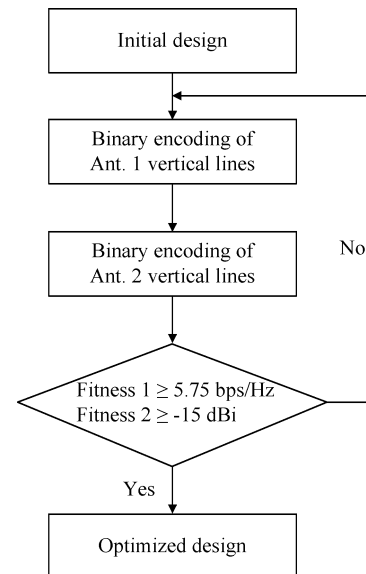 Initial design
Binary encoding of
Ant. 1 vertical lines
Binary encoding of
Ant. 2 vertical lines
No
Fitness 1 ≥ 5.75 bps/Hz
Fitness 2 ≥ -15 dBi
Yes
Optimized design